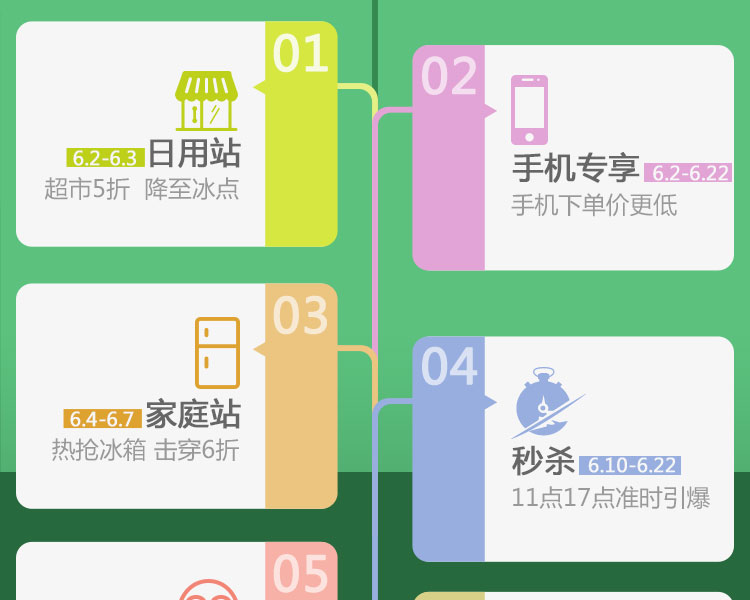 01
6.2-6.3 日用站
超市5折 降至冰点
02
手机专享 6.2-6.22
手机下单价更低
03
6.4-6.7 家庭站
热抢冰箱 击穿6折
04
秒杀 6.10-6.22
11点17点准时引爆
05